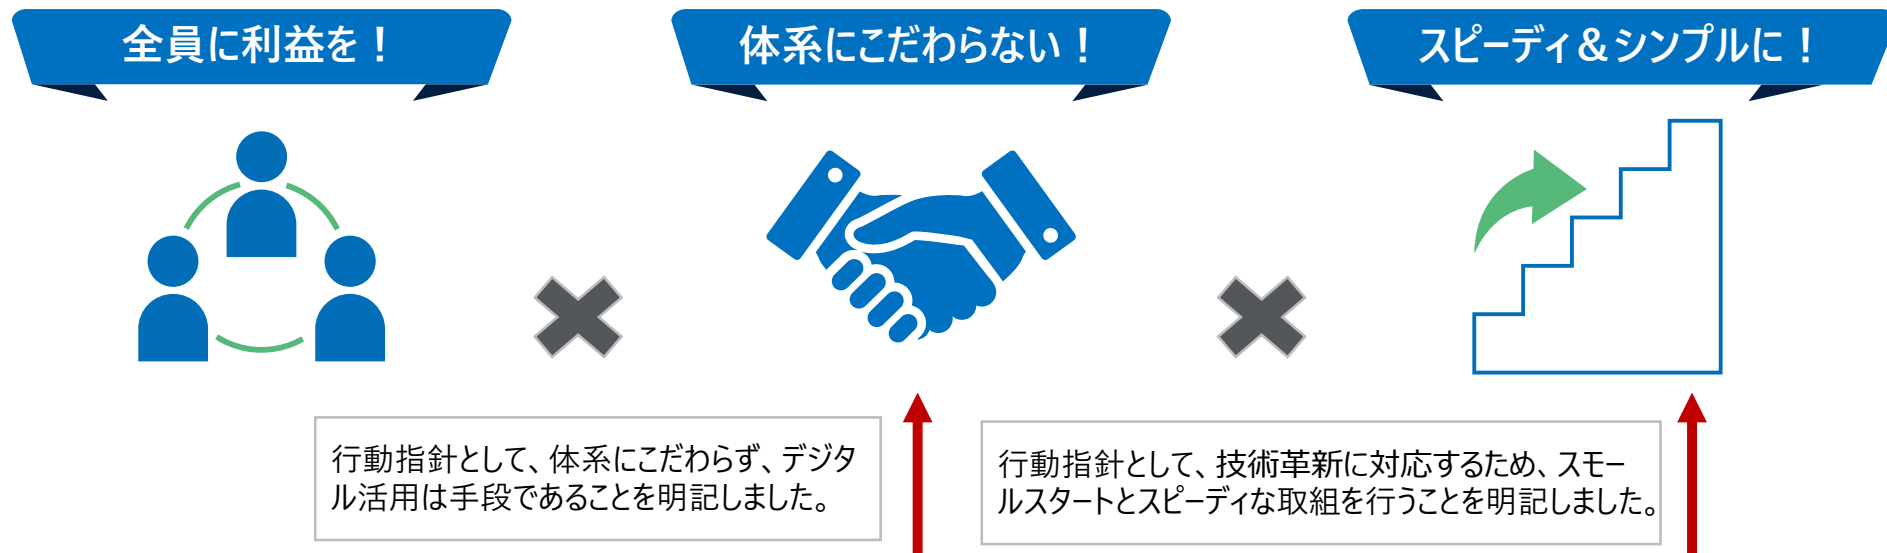 全員に利益を！
体系にこだわらない！
スピーディ＆シンプルに！
行動指針として、体系にこだわらず、デジタ
ル活用は手段であることを明記しました。
行動指針として、技術革新に対応するため、スモー
ルスタートとスピーディな取組を行うことを明記しました。